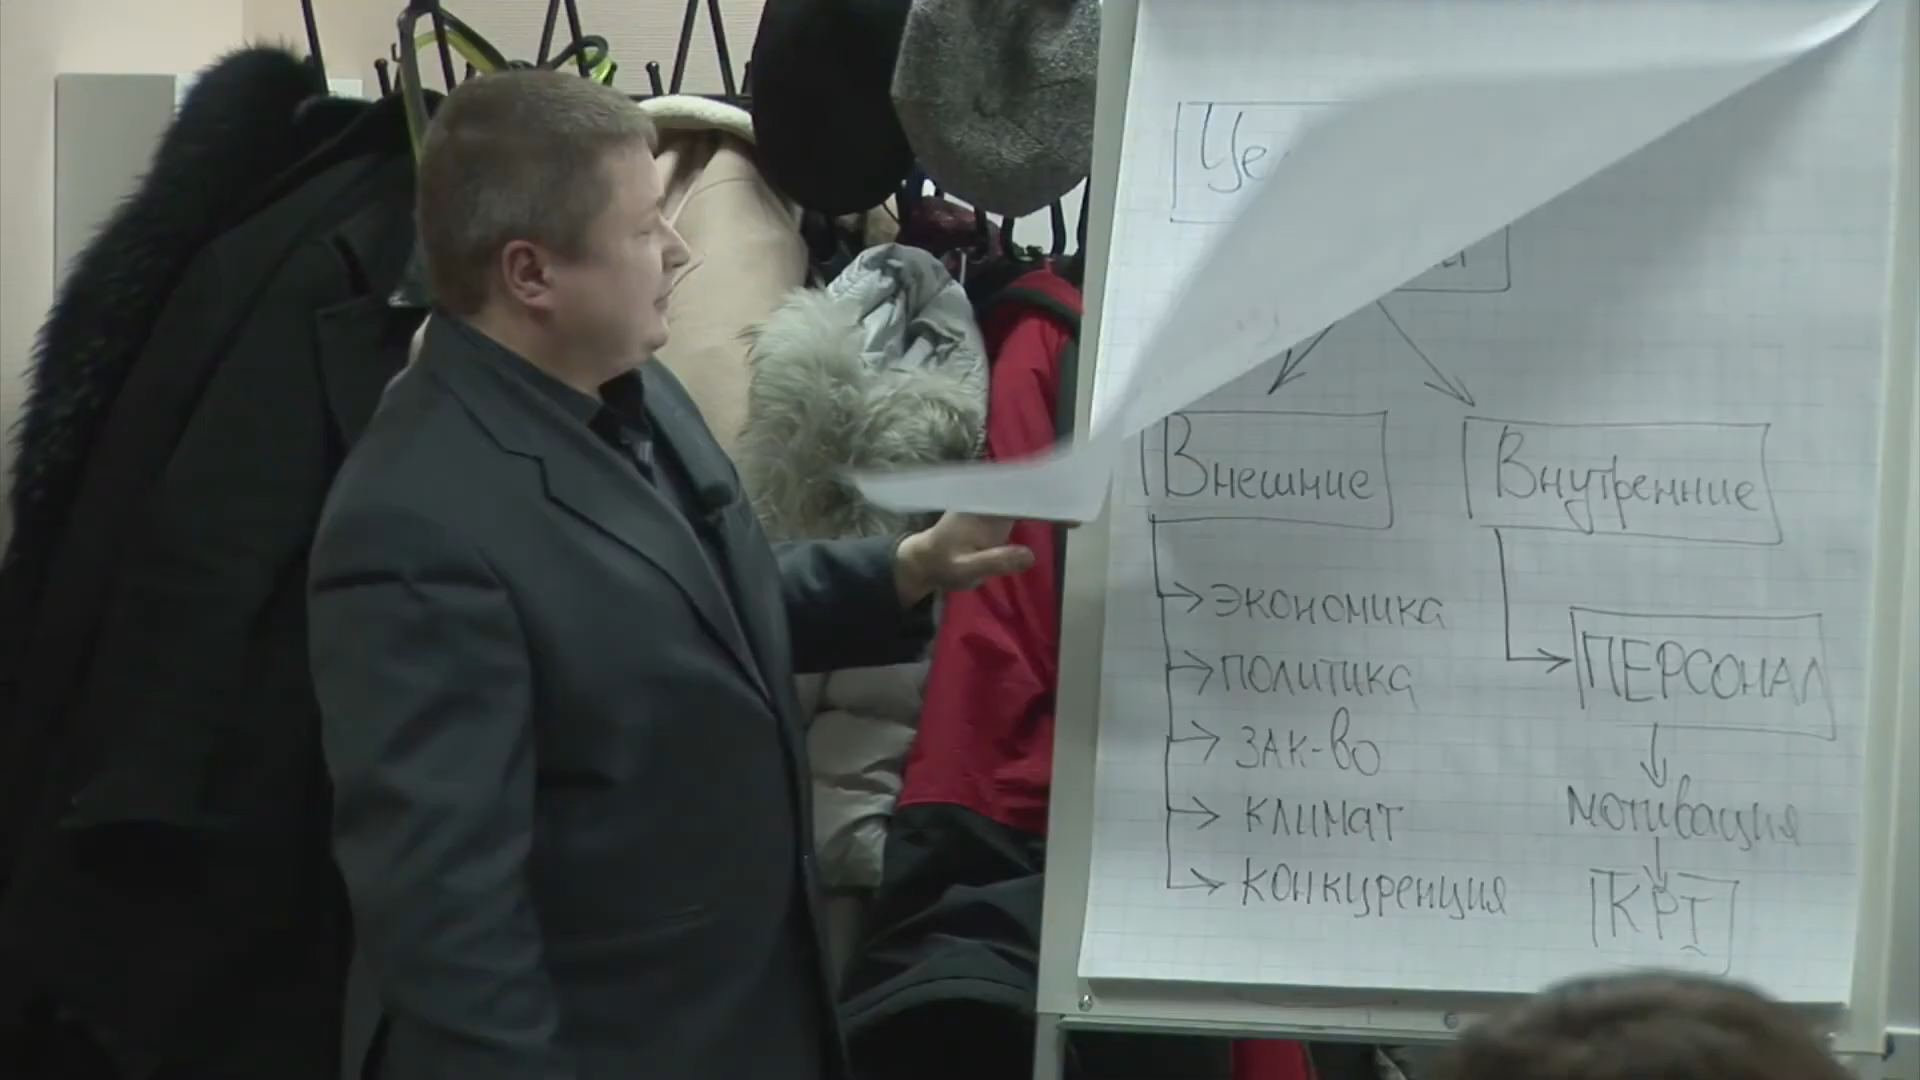 Внешние
Внутренние
экономика
политика
зак-во
климат
конкуренция
ПЕРСОНАЛ
мотивация
KPI